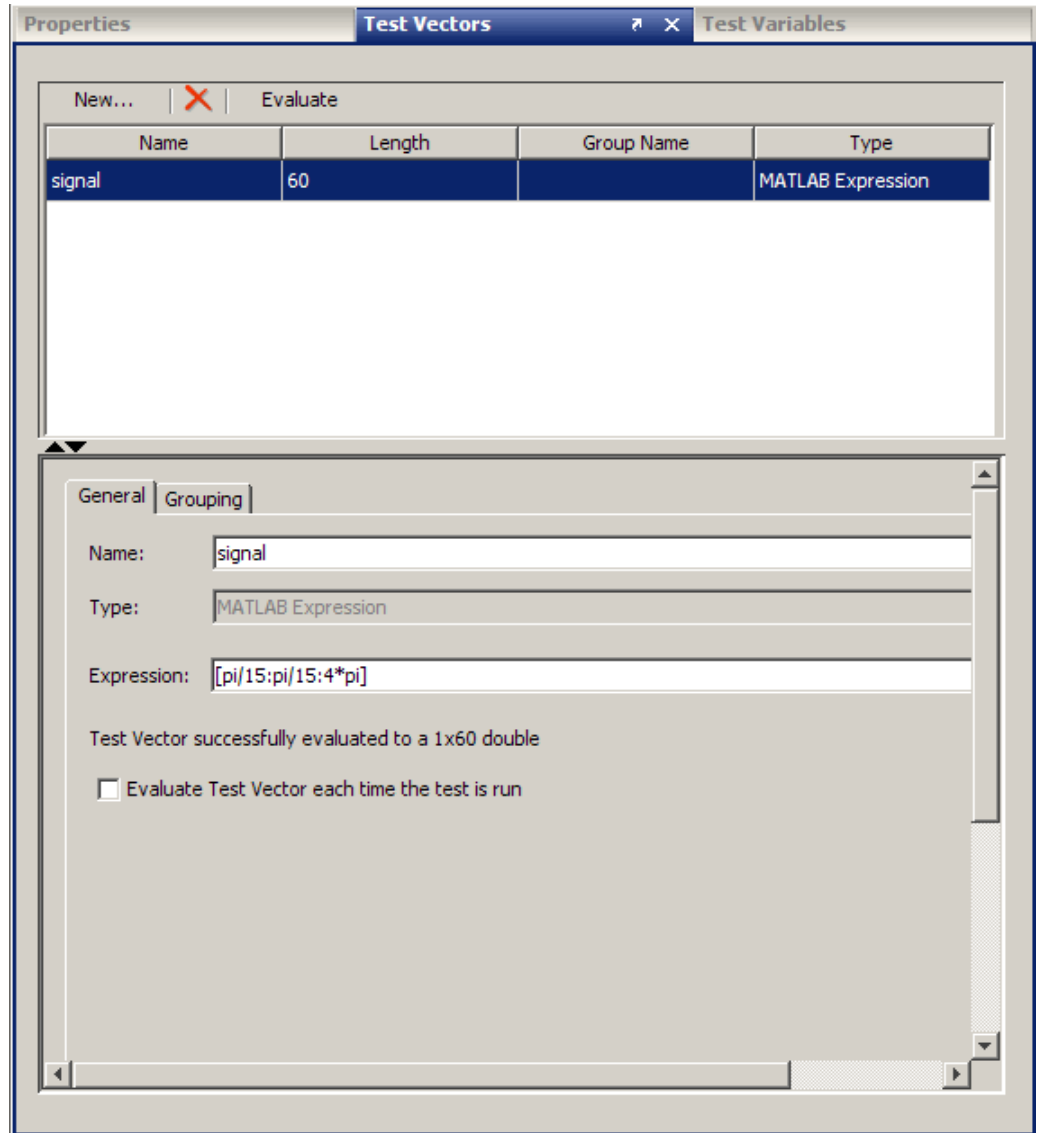 Properties Test Vectors Test Variables
New... Evaluate
Name Length Group Name Type
signal 60 MATLAB Expression
General Grouping
Name: signal
Type: MATLAB Expression
Expression: [pi/15:pi/15:4*pi]
Test Vector successfully evaluated to a 1x60 double
Evaluate Test Vector each time the test is run